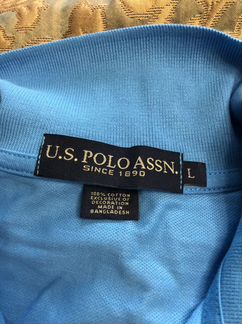 U.S. POLO ASSN.
SINCE 1890
L
100% COTTON
EXCLUSIVE OF
DECORATION
MADE IN
BANGLADESH